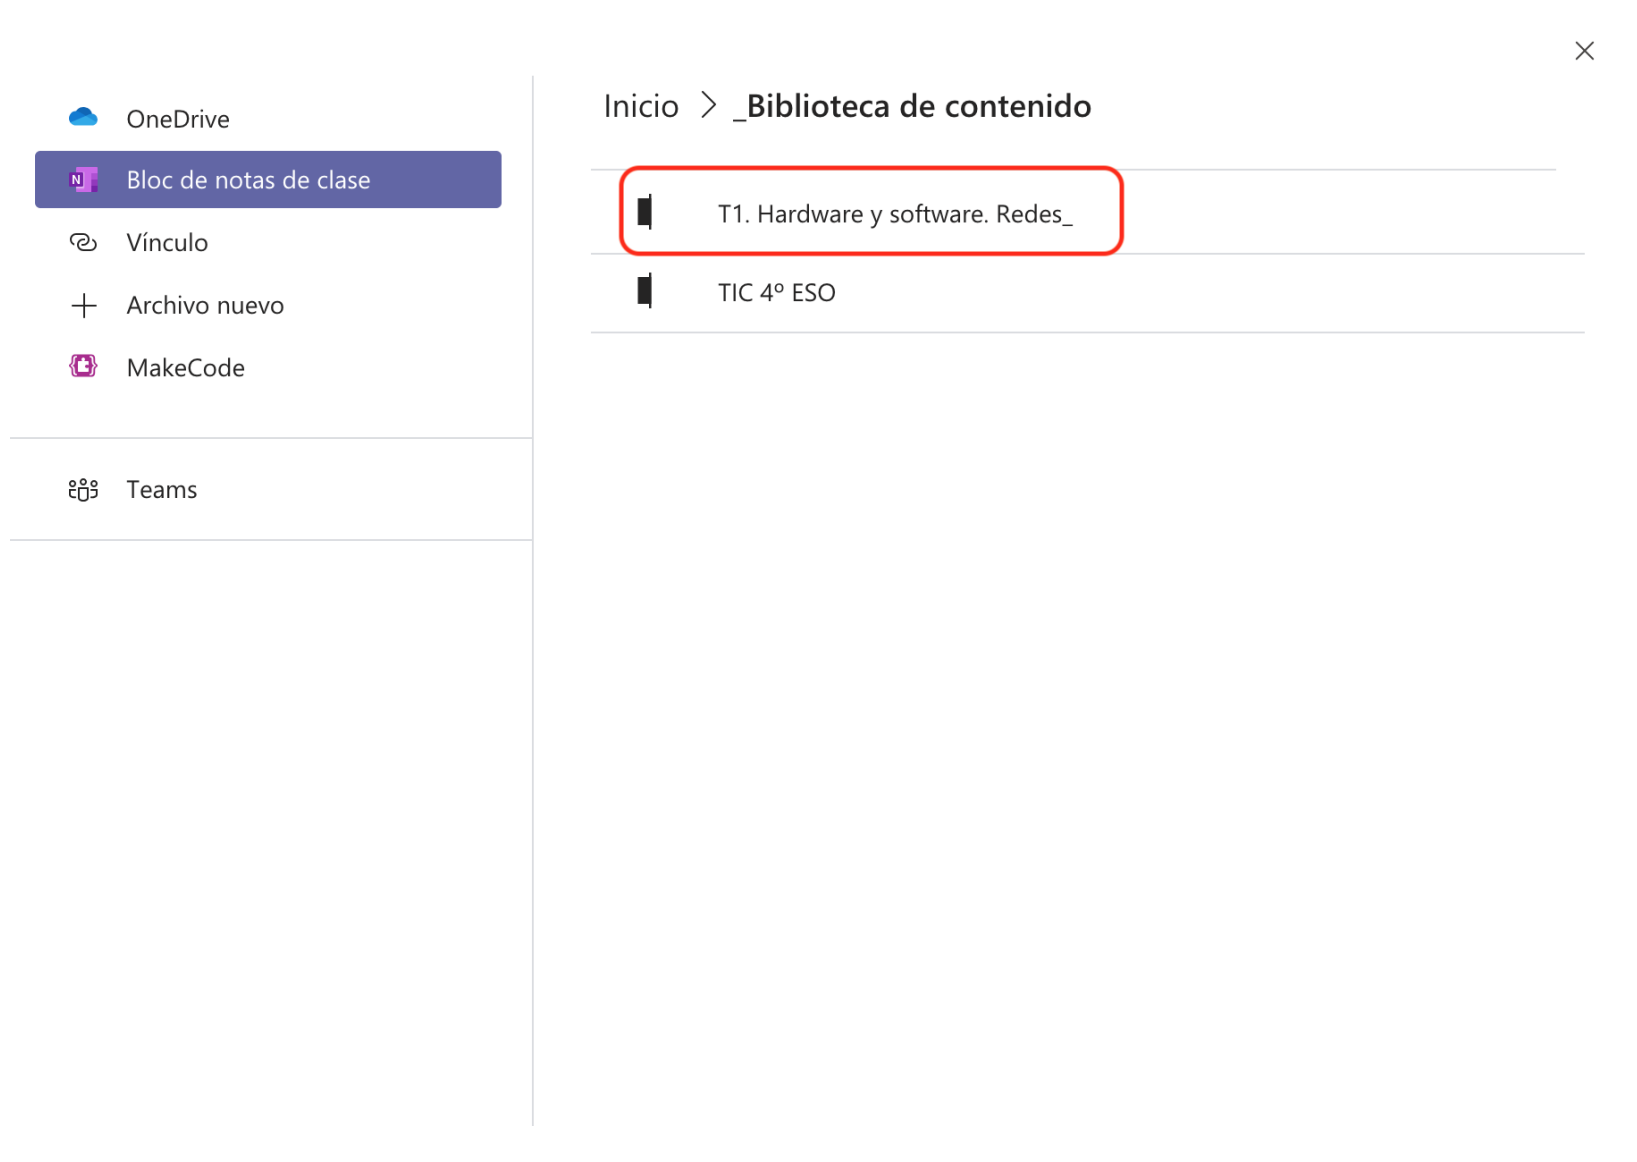 OneDrive
Bloc de notas de clase
Vínculo
Archivo nuevo
MakeCode
Teams
Inicio > _Biblioteca de contenido
T1. Hardware y software. Redes_
TIC 4º ESO